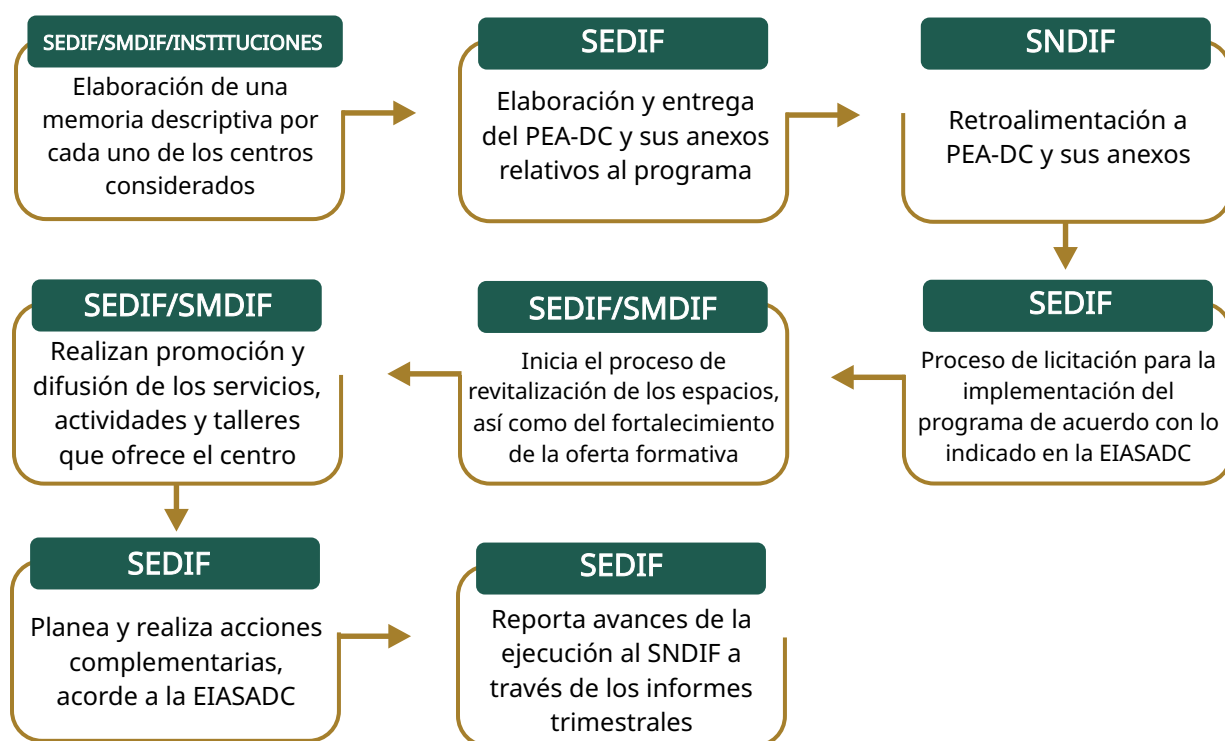 SEDIF/SMDIF/INSTITUCIONES
Elaboración de una
memoria descriptiva por
cada uno de los centros
considerados
SEDIF
Elaboración y entrega
del PEA-DC y sus anexos
relativos al programa
SNDIF
Retroalimentación a
PEA-DC y sus anexos
SEDIF
Proceso de licitación para la
implementación del
programa de acuerdo con lo
indicado en la EIASADC
SEDIF/SMDIF
Inicia el proceso de
revitalización de los espacios,
así como del fortalecimiento
de la oferta formativa
SEDIF/SMDIF
Realizan promoción y
difusión de los servicios,
actividades y talleres
que ofrece el centro
SEDIF
Planea y realiza acciones
complementarias,
acorde a la EIASADC
SEDIF
Reporta avances de la
ejecución al SNDIF a
través de los informes
trimestrales